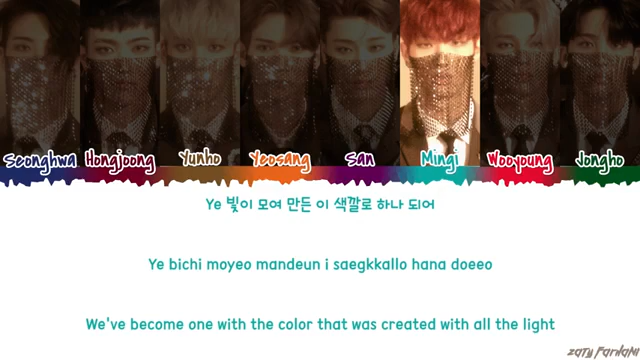 Seonghwa Hongjoong Yunho Yeosang San Mingi Wooyoung Jongho
Ye 빛이 모여 만든 이 색깔로 하나 되어
Ye bichi moyeo mandeun i saegkkallo hana doeeo
We've become one with the color that was created with all the light
ZATY FARHANI